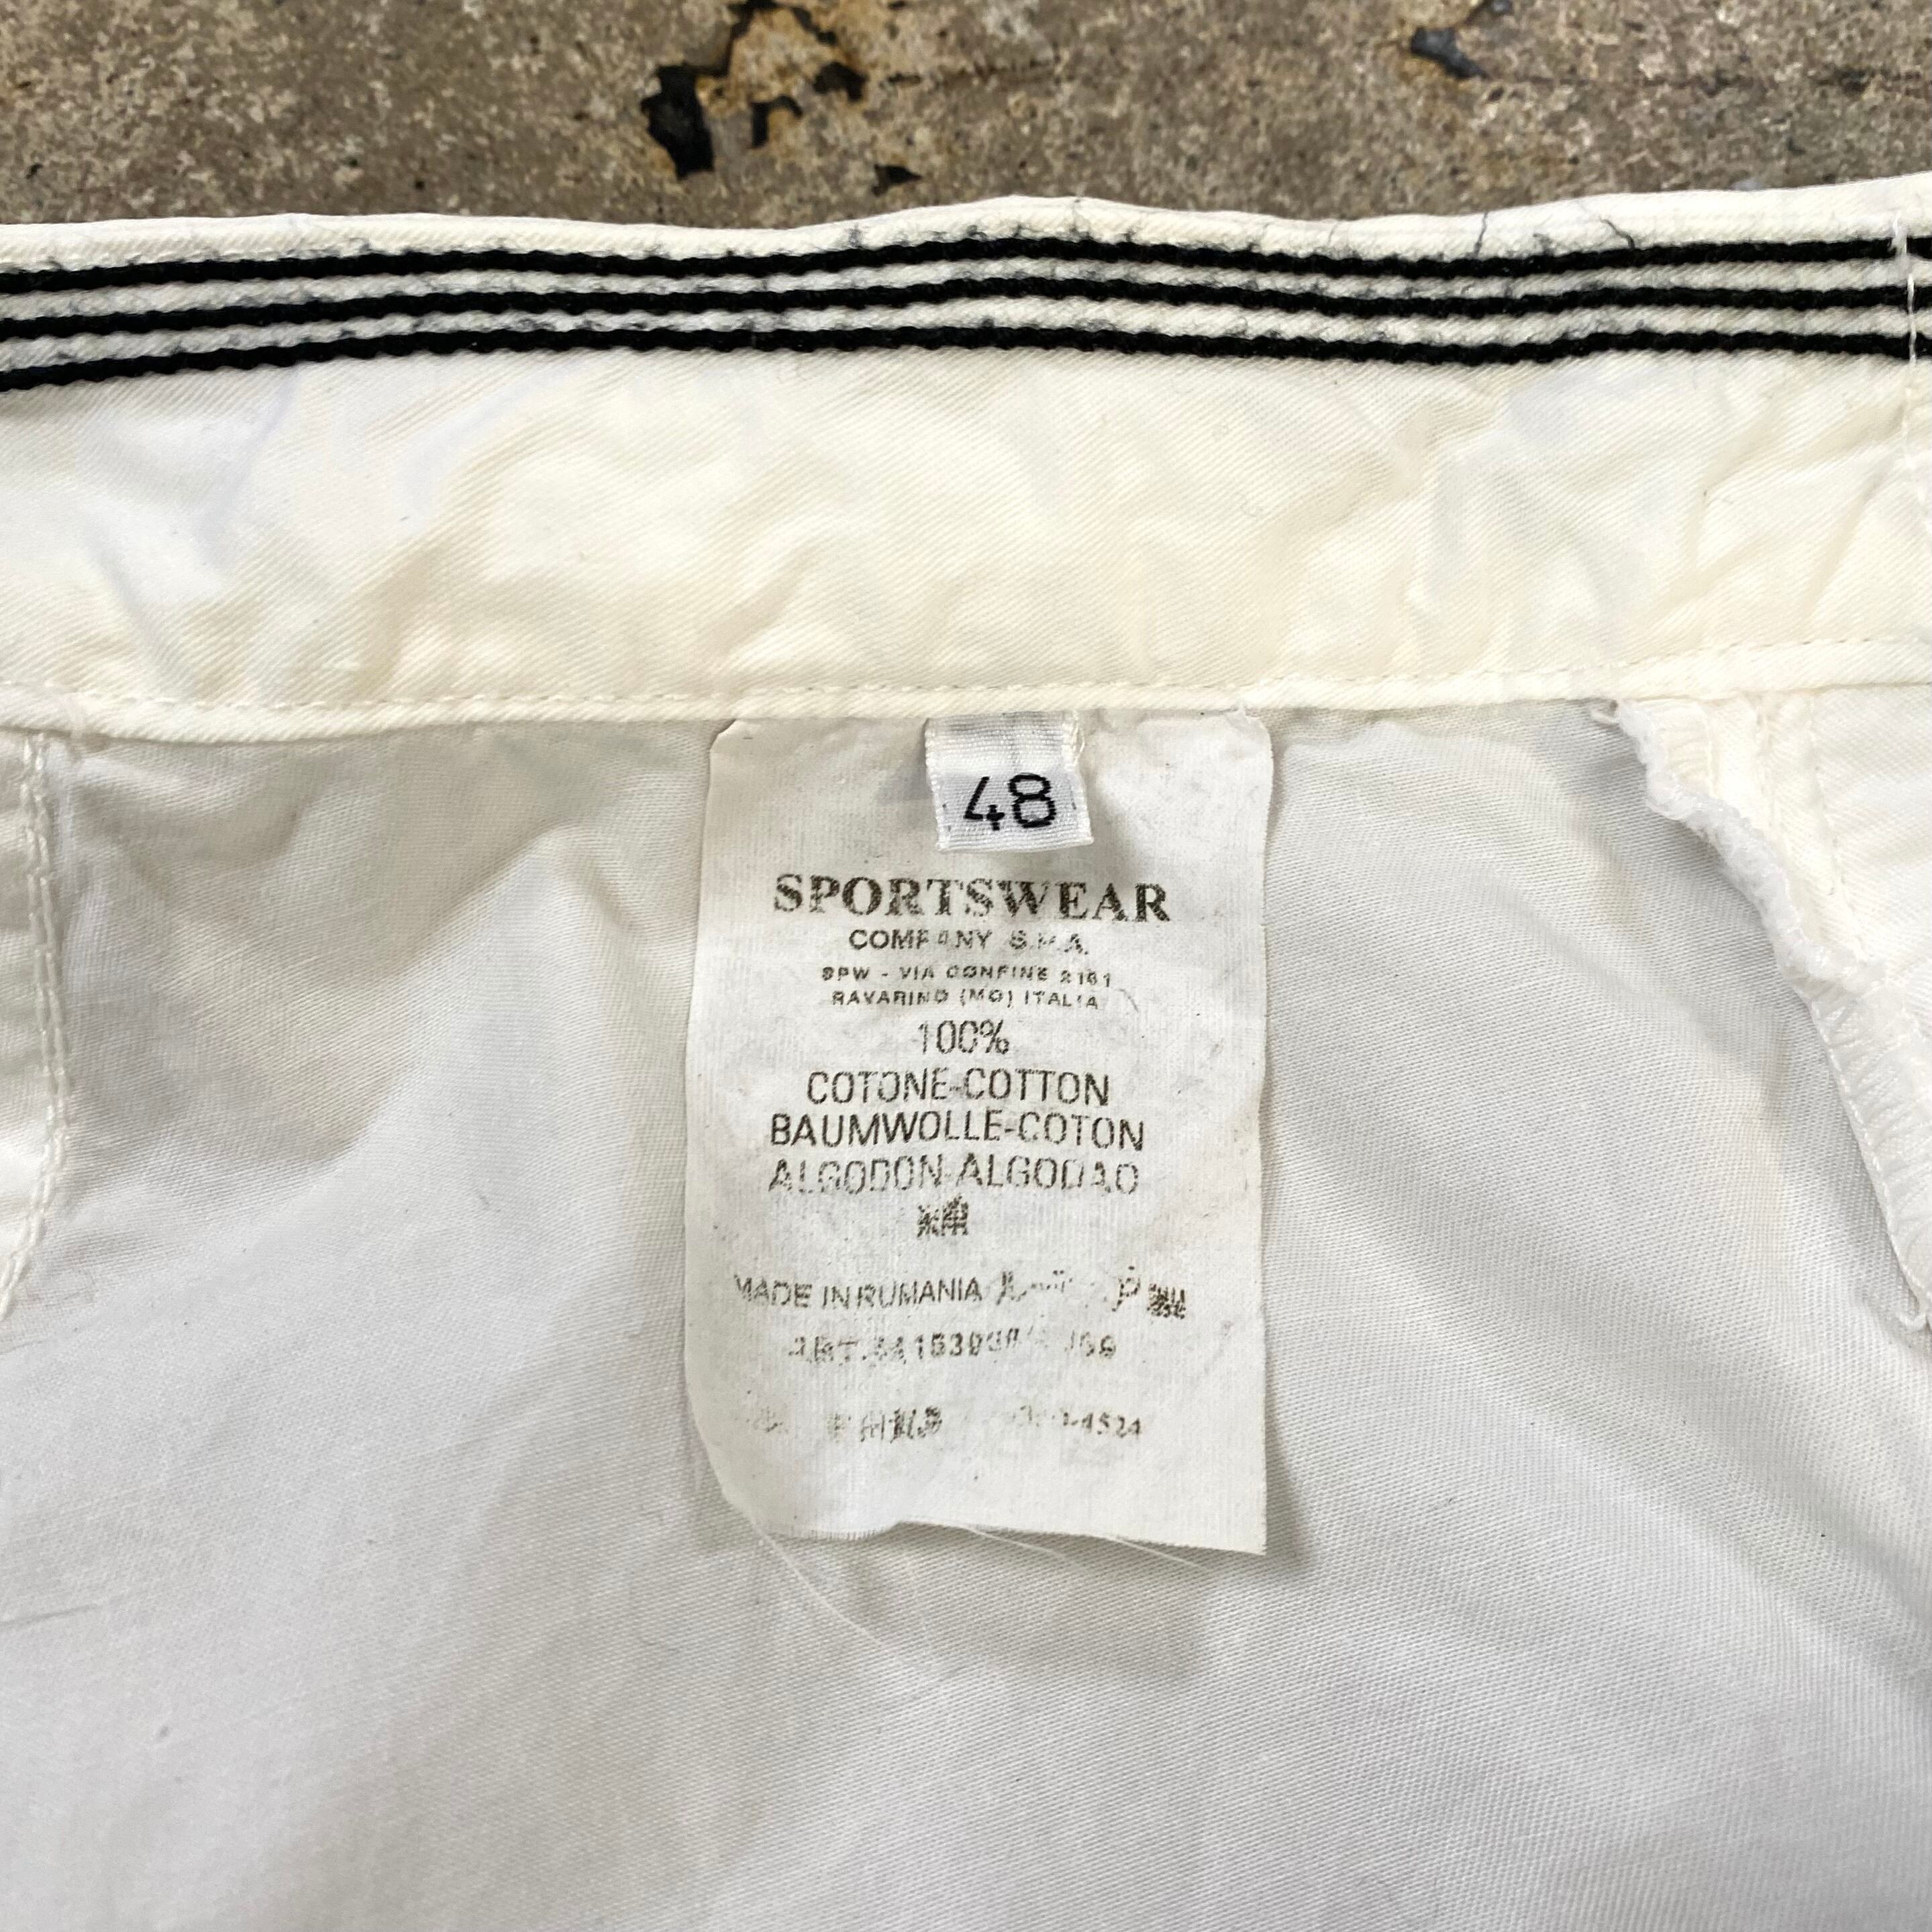 48
SPORTSWEAR
COMPANY S.P.A.
SPW - VIA CONFINE 2161
RAVARINO (MO) ITALIA
100%
COTONE-COTTON
BAUMWOLLE-COTON
ALGODON-ALGODAO
MADE IN RUMANIA